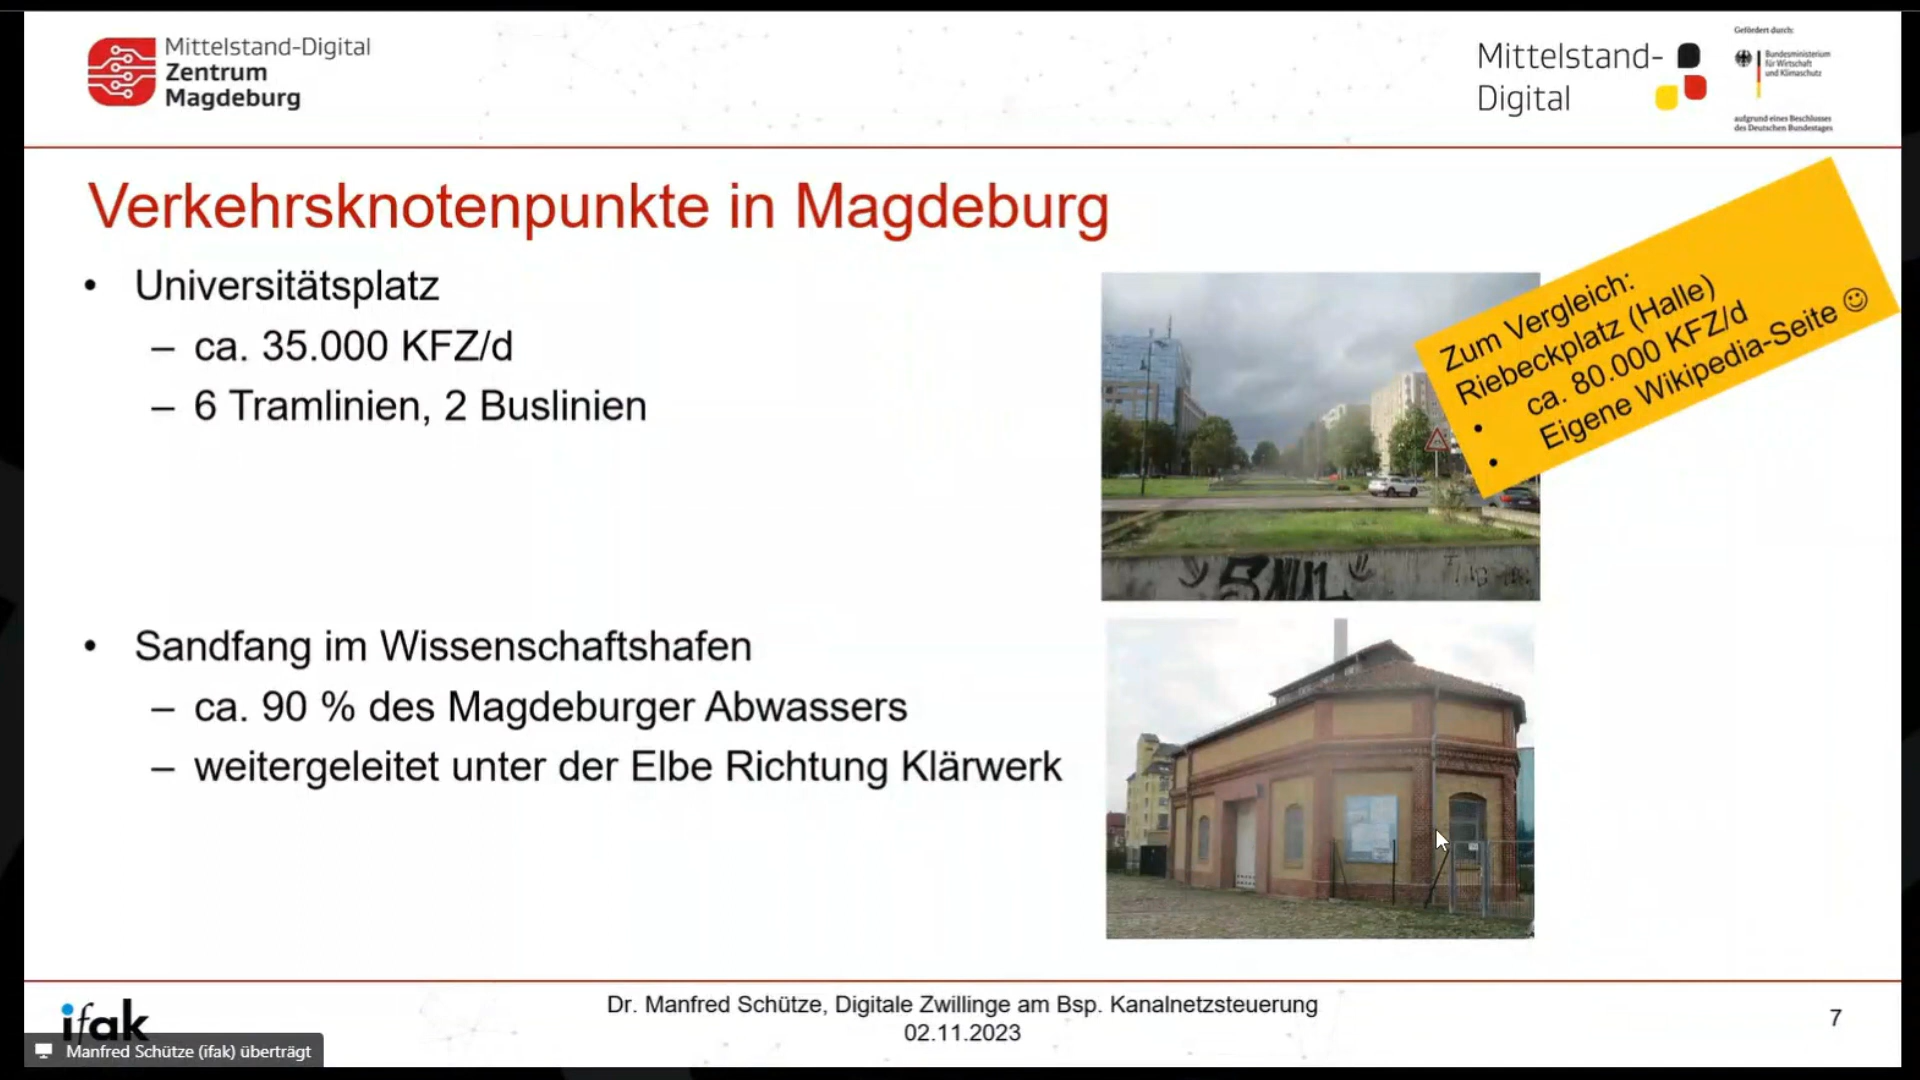 Mittelstand-Digital
Zentrum
Magdeburg
Mittelstand-
Digital
Gefördert durch:
Bundesministerium
für Wirtschaft
und Klimaschutz
aufgrund eines Beschlusses
des Deutschen Bundestages
Verkehrsknotenpunkte in Magdeburg
• Universitätsplatz
– ca. 35.000 KFZ/d
– 6 Tramlinien, 2 Buslinien
Zum Vergleich:
Riebeckplatz (Halle)
• ca. 80.000 KFZ/d
• Eigene Wikipedia-Seite ☺
• Sandfang im Wissenschaftshafen
– ca. 90 % des Magdeburger Abwassers
– weitergeleitet unter der Elbe Richtung Klärwerk
ifak
Dr. Manfred Schütze, Digitale Zwillinge am Bsp. Kanalnetzsteuerung
02.11.2023
7
Manfred Schütze (ifak) überträgt